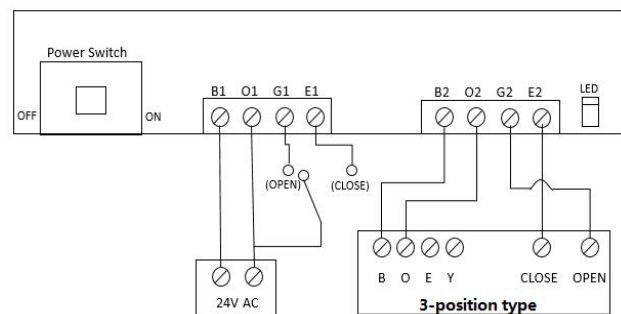 Power Switch
OFF
ON
B1 O1 G1 E1
B2 O2 G2 E2
LED
(OPEN)
(CLOSE)
24V AC
B O E Y CLOSE OPEN
3-position type